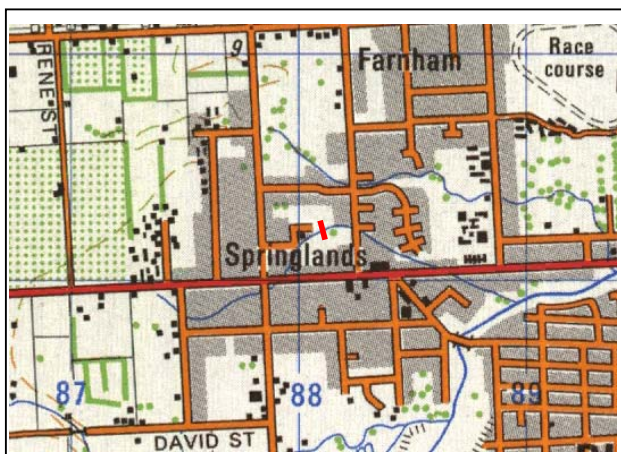 RENE ST
9
Farnham
Race
course
Springlands
87
88
89
DAVID ST